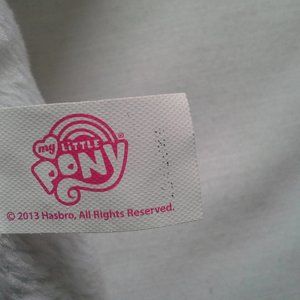 my LITTLE
PONY®
© 2013 Hasbro, All Rights Reserved.